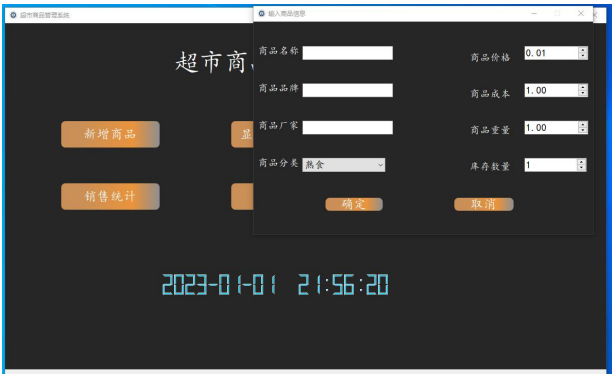 超市商品管理系统
输入商品信息
超市商
商品名称
商品价格 0.01
商品品牌
商品成本 1.00
商品厂家
商品重量 1.00
商品分类 熟食
库存数量 1
确定 取消
新增商品
显
销售统计
2023-01-01 21:56:20